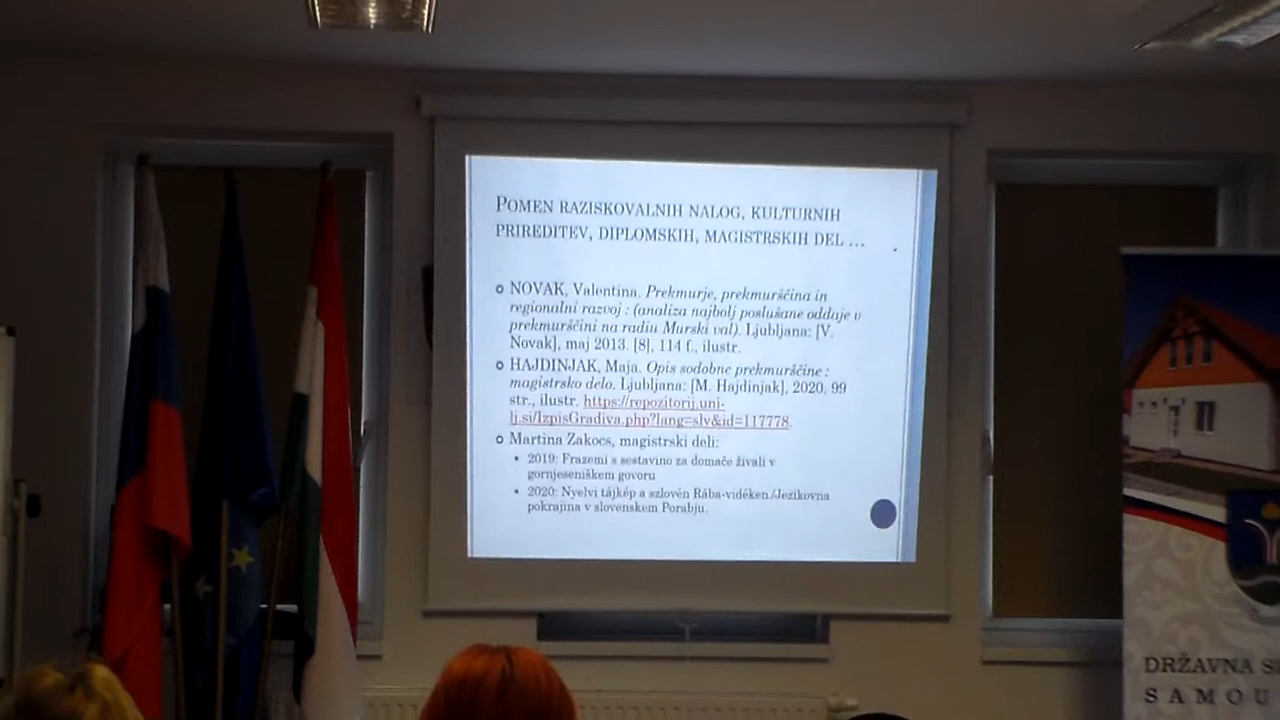 POMEN RAZISKOVALNIH NALOG, KULTURNIH
PRIREDITEV, DIPLOMSKIH, MAGISTRSKIH DEL ...
NOVAK, Valentina. Prekmurje, prekmurščina in
regionalni razvoj : (analiza najbolj poslušane oddaje v
prekmurščini na radiu Murski val). Ljubljana: [V.
Novak], maj 2013. [8], 114 f., ilustr.
HAJDINJAK, Maja. Opis sodobne prekmurščine :
magistrsko delo. Ljubljana: [M. Hajdinjak], 2020. 99
str., ilustr. https://repozitorij.uni-
lj.si/IzpisGradiva.php?lang=slv&id=117778.
Martina Zakocs, magistrski deli:
2019: Frazemi s sestavino za domače živali v
gornjeseniškem govoru
2020: Nyelvi tájkép a szlovén Rába-vidéken./Jezikovna
pokrajina v slovenskem Porabju.
DRŽAVNA S
SAMOU